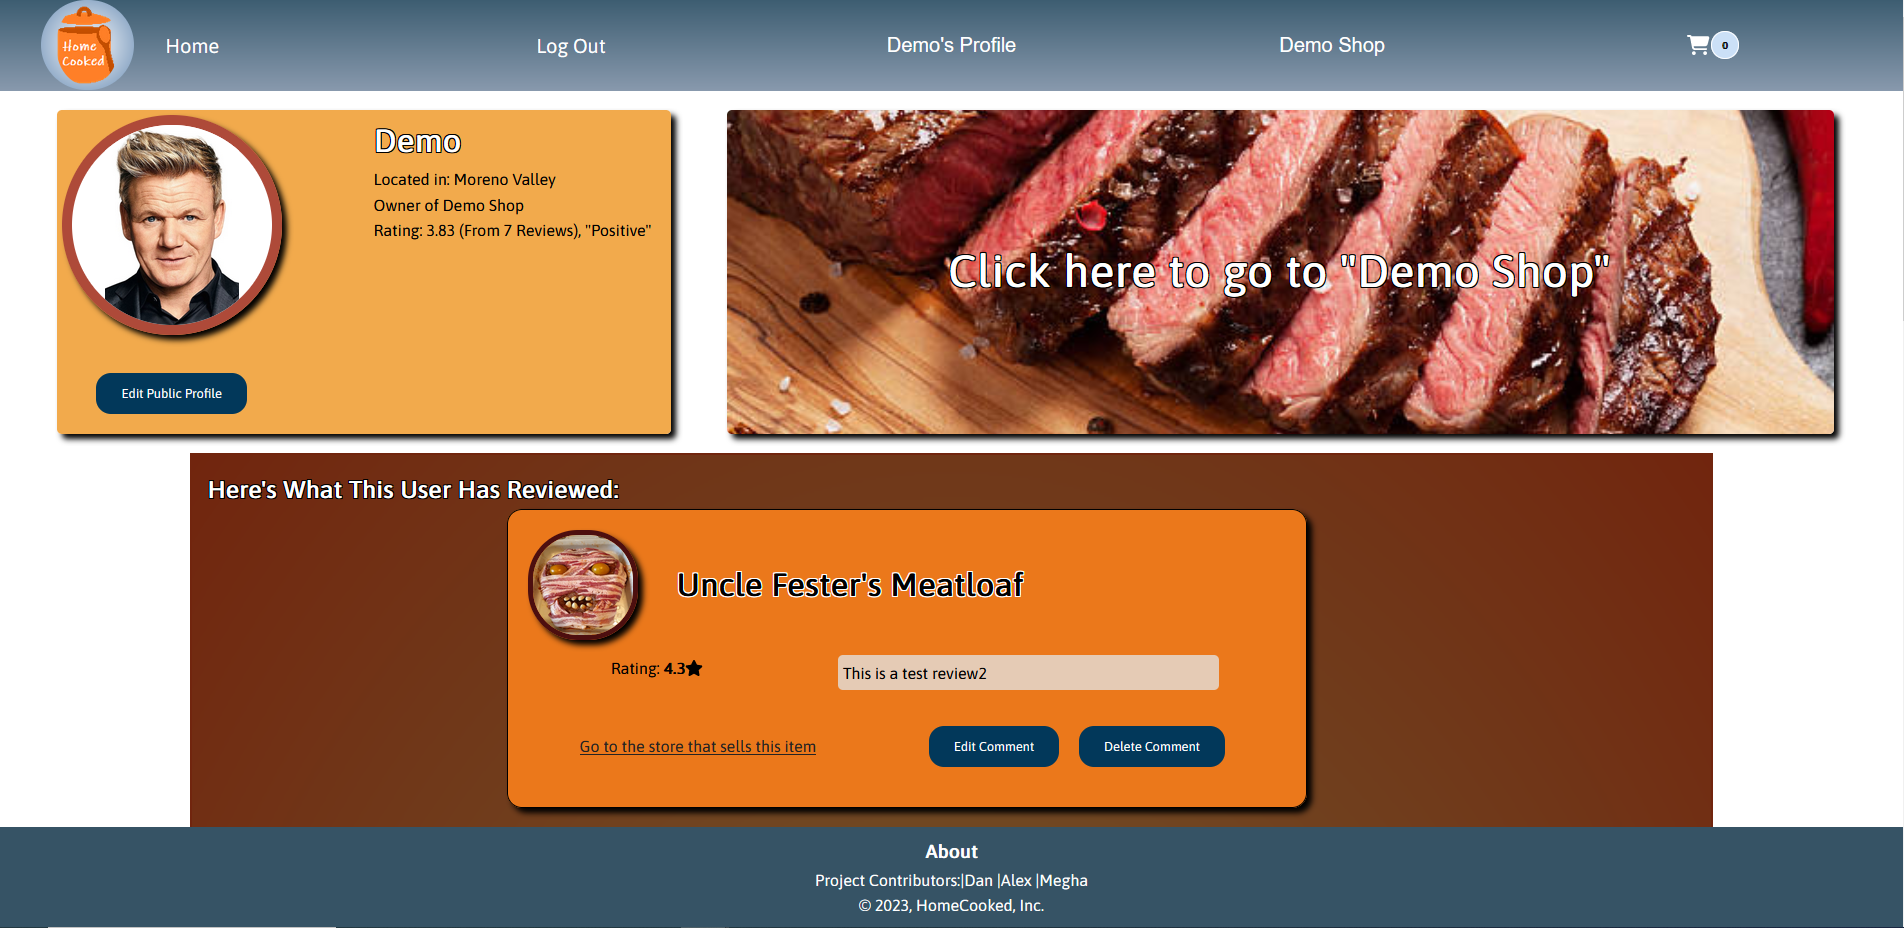 Home
Cooked
Home
Log Out
Demo's Profile
Demo Shop
0
Demo
Located in: Moreno Valley
Owner of Demo Shop
Rating: 3.83 (From 7 Reviews), "Positive"
Edit Public Profile
Click here to go to "Demo Shop"
Here's What This User Has Reviewed:
Uncle Fester's Meatloaf
Rating: 4.3
This is a test review2
Go to the store that sells this item
Edit Comment
Delete Comment
About
Project Contributors:|Dan |Alex |Megha
© 2023, HomeCooked, Inc.